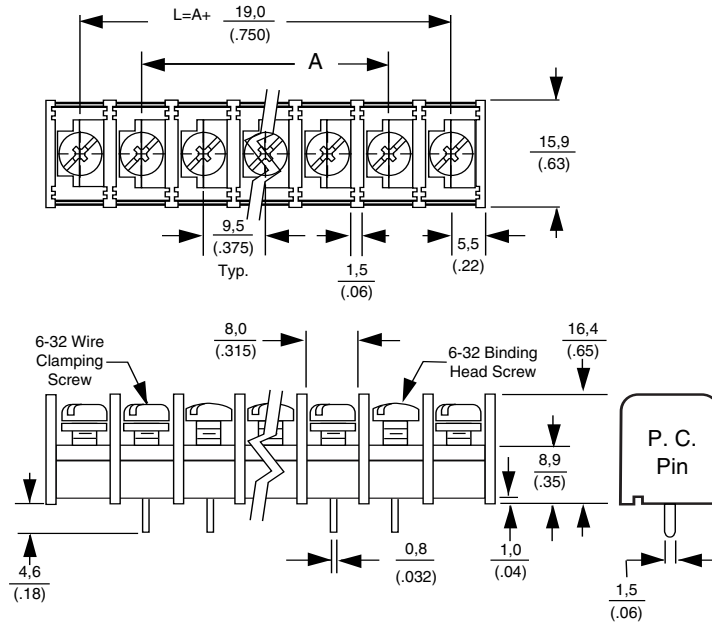 L=A+ 19,0
(.750)
A
15,9
(.63)
9,5
(.375)
Typ.
1,5
(.06)
5,5
(.22)
6-32 Wire
Clamping
Screw
8,0
(.315)
6-32 Binding
Head Screw
16,4
(.65)
P. C.
Pin
8,9
(.35)
4,6
(.18)
0,8
(.032)
1,0
(.04)
1,5
(.06)